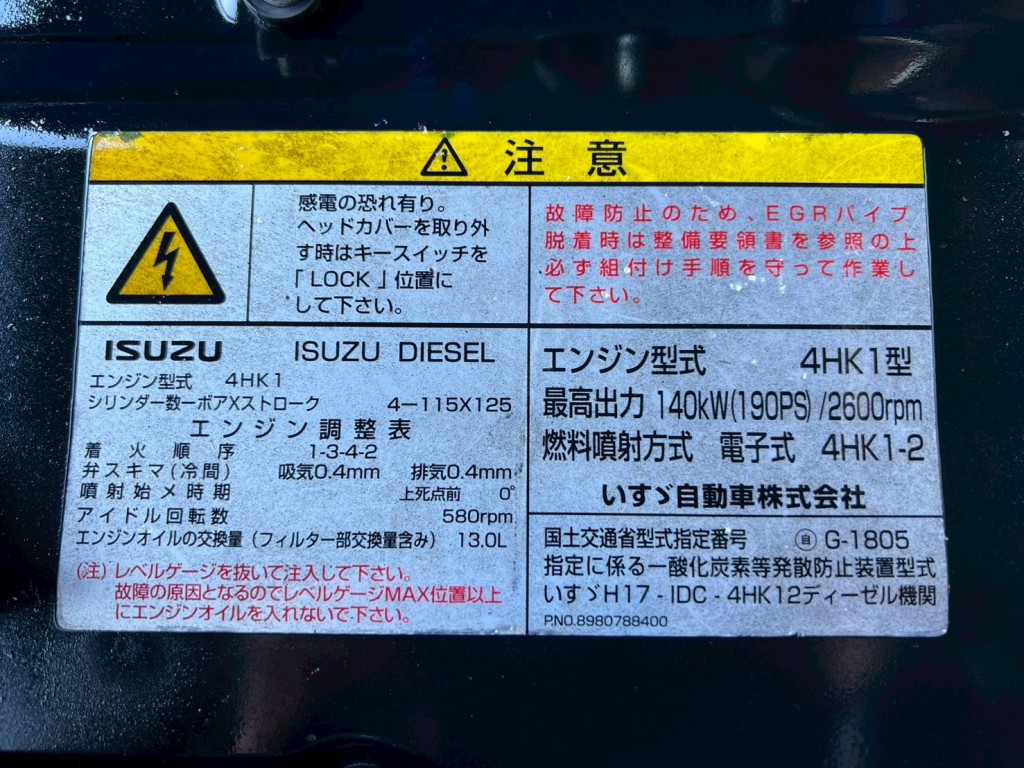 ⚠ 注意
感電の恐れ有り。
ヘッドカバーを取り外
す時はキースイッチを
「LOCK」位置に
して下さい。
故障防止のため、EGRパイプ
脱着時は整備要領書を参照の上
必ず組付け手順を守って作業し
て下さい。
ISUZU ISUZU DIESEL
エンジン型式 4HK1
シリンダー数ーボアXストローク 4ー115X125
エンジン調整表
着火順序 1-3-4-2
弁スキマ(冷間) 吸気0.4mm 排気0.4mm
噴射始メ時期 上死点前 0°
アイドル回転数 580rpm
エンジンオイルの交換量(フィルター部交換量含み) 13.0L
(注)レベルゲージを抜いて注入して下さい。
故障の原因となるのでレベルゲージMAX位置以上
にエンジンオイルを入れないで下さい。
エンジン型式 4HK1型
最高出力 140kW(190PS)/2600rpm
燃料噴射方式 電子式 4HK1-2
いすゞ自動車株式会社
国土交通省型式指定番号 ㉂ G-1805
指定に係る一酸化炭素等発散防止装置型式
いすゞH17-IDC-4HK12ディーゼル機関
P.NO.8980788400